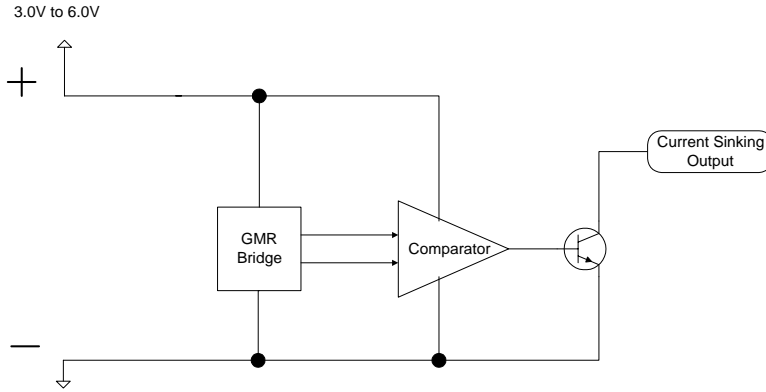 3.0V to 6.0V
+
Current Sinking
Output
GMR
Bridge
Comparator
−